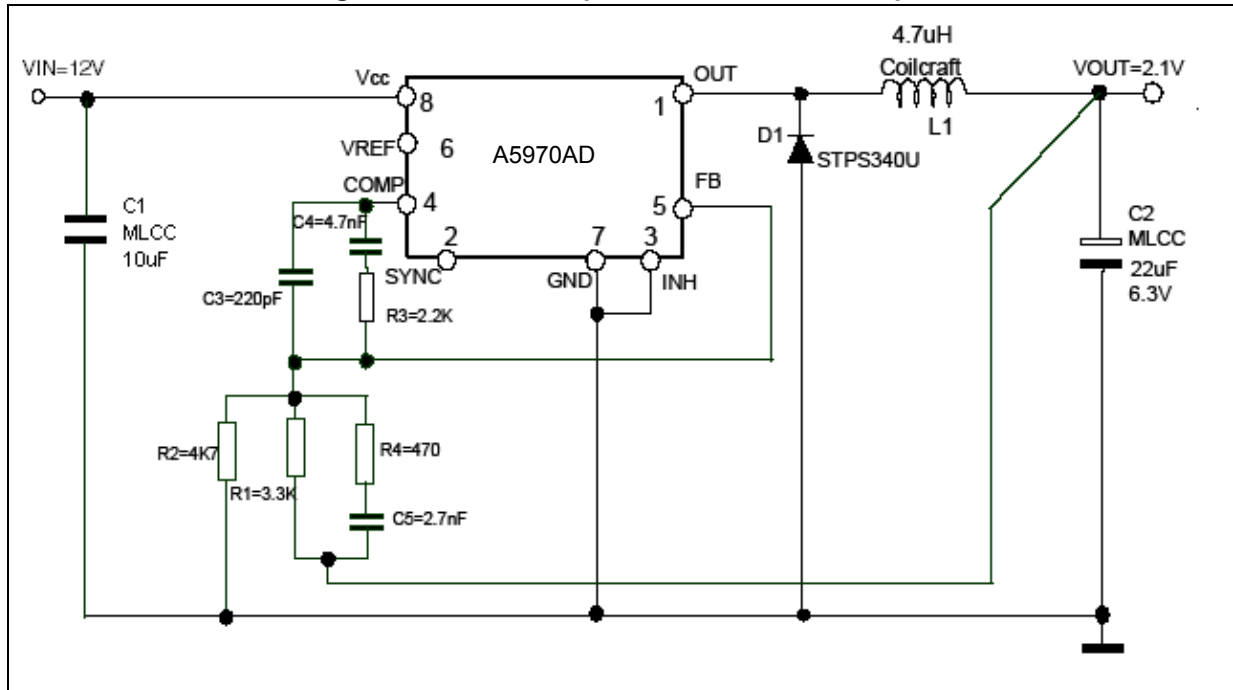 VIN=12V
Vcc
8
VREF
6
COMP
4
A5970AD
OUT
1
FB
5
2
SYNC
7
GND
3
INH
4.7uH
Coilcraft
L1
VOUT=2.1V
D1
STPS340U
C1
MLCC
10uF
C2
MLCC
22uF
6.3V
C4=4.7nF
C3=220pF
R3=2.2K
R2=4K7
R1=3.3K
R4=470
C5=2.7nF